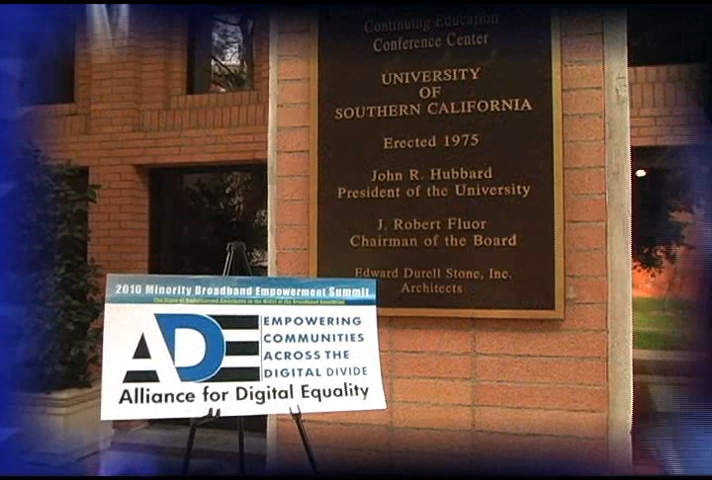 Continuing Education
Conference Center
UNIVERSITY
OF
SOUTHERN CALIFORNIA
Erected 1975
John R. Hubbard
President of the University
J. Robert Fluor
Chairman of the Board
Edward Durell Stone, Inc.
Architects
2010 Minority Broadband Empowerment Summit
ADE
EMPOWERING
COMMUNITIES
ACROSS THE
DIGITAL DIVIDE
Alliance for Digital Equality